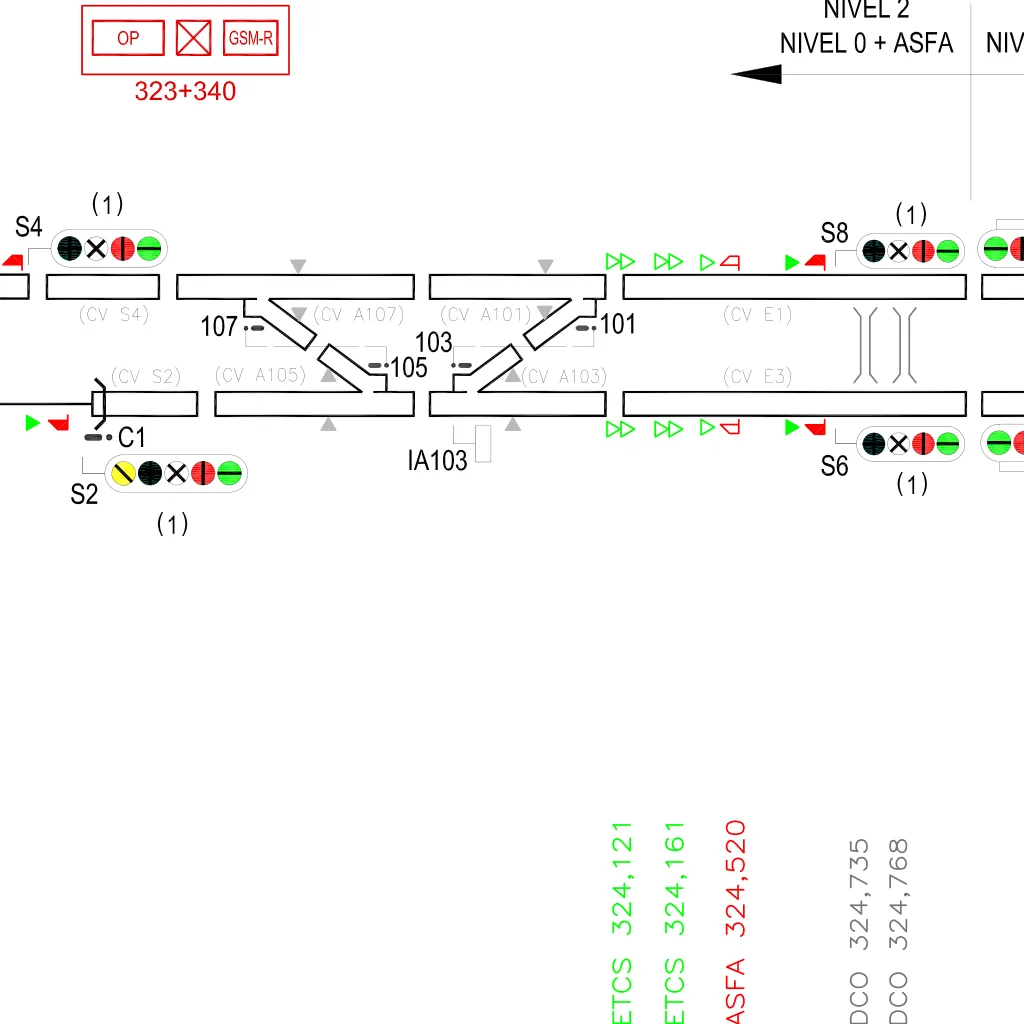 NIVEL 2
NIVEL 0 + ASFA
NIV
OP
GSM-R
323+340
(1)
S4
(1)
S8
(CV S4)
107
(CV A107)
(CV A101)
101
(CV E1)
103
105
(CV S2)
(CV A105)
(CV A103)
(CV E3)
C1
IA103
S6
S2
(1)
(1)
ETCS 324,121
ETCS 324,161
ASFA 324,520
DCO 324,735
DCO 324,768